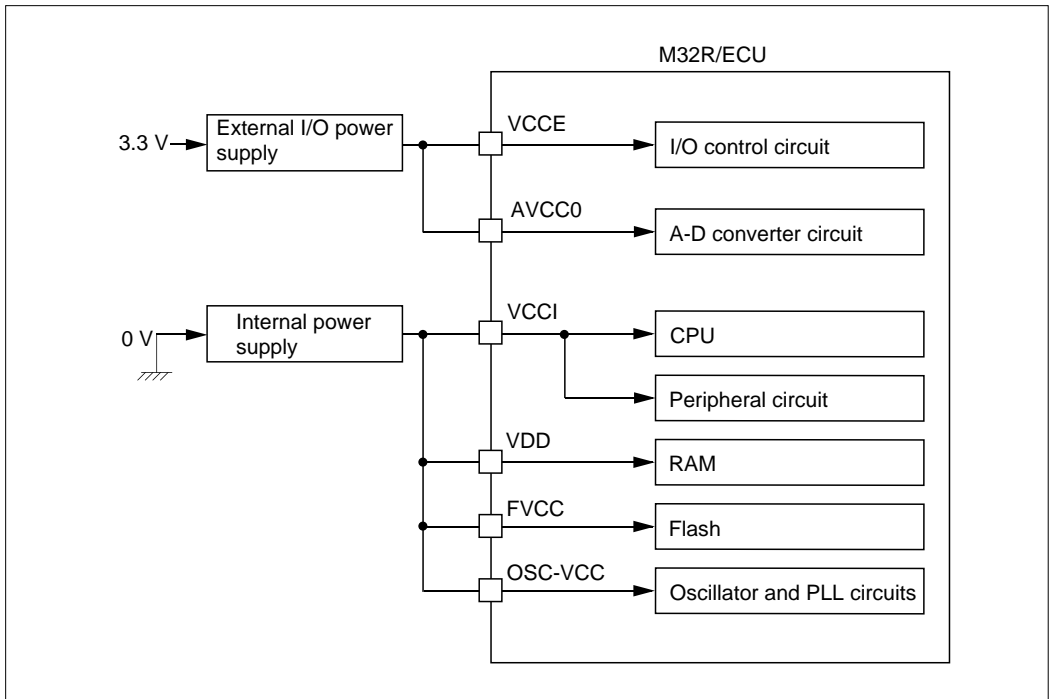 M32R/ECU
3.3 V
External I/O power
supply
VCCE
I/O control circuit
AVCC0
A-D converter circuit
0 V
Internal power
supply
VCCI
CPU
Peripheral circuit
VDD
RAM
FVCC
Flash
OSC-VCC
Oscillator and PLL circuits